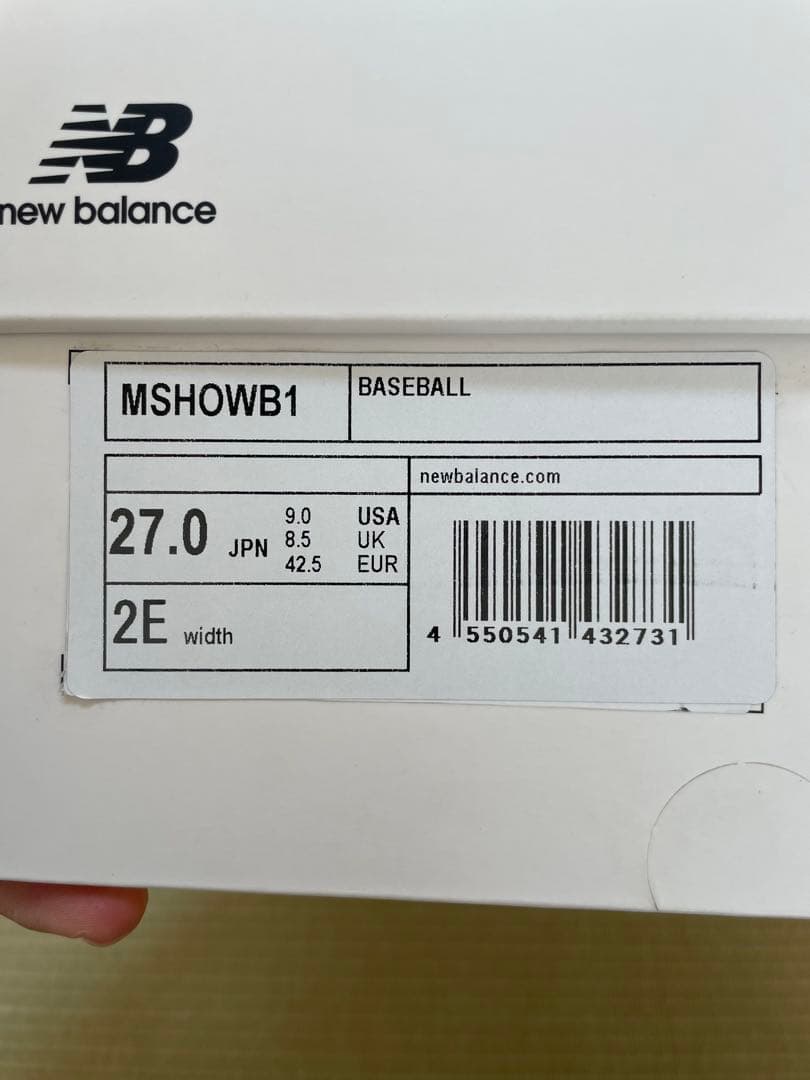 NB
new balance
MSHOWB1
BASEBALL
newbalance.com
27.0 JPN
9.0 USA
8.5 UK
42.5 EUR
2E width
4 550541 432731